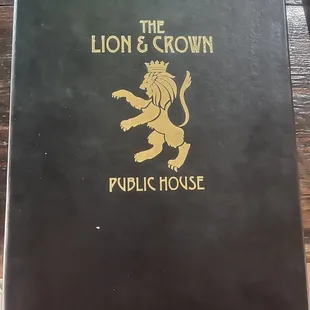 THE
LION & CROWN
PUBLIC HOUSE